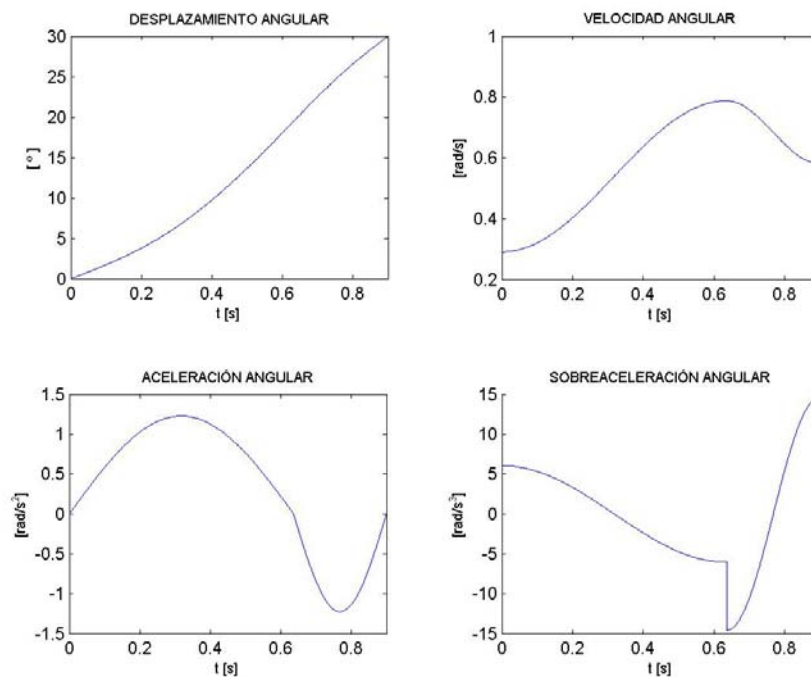 DESPLAZAMIENTO ANGULAR
30
25
20
15
10
5
0
[ º ]
0 0.2 0.4 0.6 0.8
t [s]
VELOCIDAD ANGULAR
1
0.8
0.6
0.4
0.2
[rad/s]
0 0.2 0.4 0.6 0.8
t [s]
ACELERACIÓN ANGULAR
1.5
1
0.5
0
-0.5
-1
-1.5
[rad/s²]
0 0.2 0.4 0.6 0.8
t [s]
SOBREACELERACIÓN ANGULAR
15
10
5
0
-5
-10
-15
[rad/s³]
0 0.2 0.4 0.6 0.8
t [s]